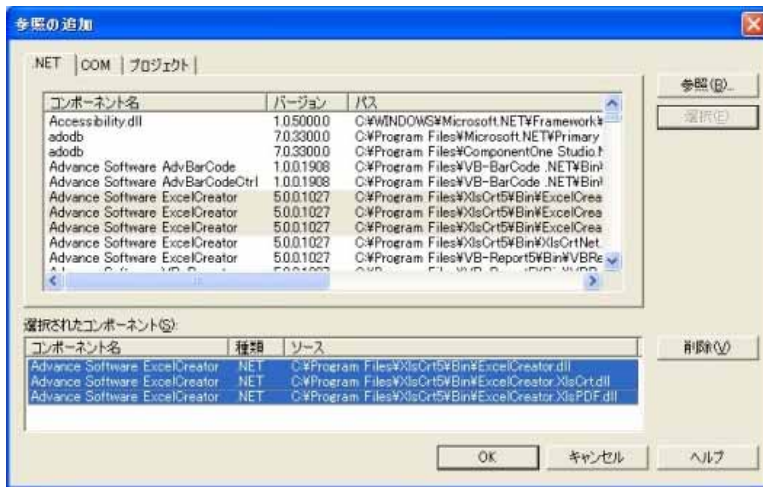 参照の追加
.NET COM プロジェクト
参照(R)...
選択(E)
コンポーネント名 バージョン パス
Accessibility.dll 1.0.5000.0 C:¥WINDOWS¥Microsoft.NET¥Framework¥
adodb 7.0.3300.0 C:¥Program Files¥Microsoft.NET¥Primary
adodb 7.0.3300.0 C:¥Program Files¥ComponentOne Studio.N
Advance Software AdvBarCode 1.0.0.1908 C:¥Program Files¥VB-BarCode .NET¥Bin¥
Advance Software AdvBarCodeCtrl 1.0.0.1908 C:¥Program Files¥VB-BarCode .NET¥Bin¥
Advance Software ExcelCreator 5.0.0.1027 C:¥Program Files¥XlsCrt5¥Bin¥ExcelCrea
Advance Software ExcelCreator 5.0.0.1027 C:¥Program Files¥XlsCrt5¥Bin¥ExcelCrea
Advance Software ExcelCreator 5.0.0.1027 C:¥Program Files¥XlsCrt5¥Bin¥ExcelCrea
Advance Software ExcelCreator 5.0.0.1027 C:¥Program Files¥XlsCrt5¥Bin¥XlsCrtNet.
Advance Software ExcelCreator 5.0.0.1027 C:¥Program Files¥VB-Report5¥Bin¥VBRe
選択されたコンポーネント(S):
コンポーネント名 種類 ソース
Advance Software ExcelCreator .NET C:¥Program Files¥XlsCrt5¥Bin¥ExcelCreator.dll
Advance Software ExcelCreator .NET C:¥Program Files¥XlsCrt5¥Bin¥ExcelCreator.XlsCrt.dll
Advance Software ExcelCreator .NET C:¥Program Files¥XlsCrt5¥Bin¥ExcelCreator.XlsPDF.dll
削除(V)
OK キャンセル ヘルプ